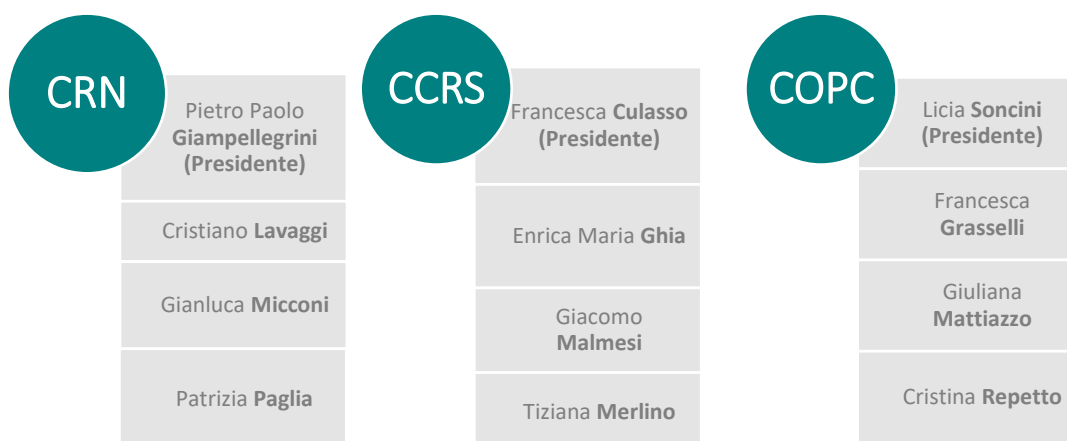 CRN
Pietro Paolo
Giampellegrini
(Presidente)
Cristiano Lavaggi
Gianluca Micconi
Patrizia Paglia
CCRS
Francesca Culasso
(Presidente)
Enrica Maria Ghia
Giacomo
Malmesi
Tiziana Merlino
COPC
Licia Soncini
(Presidente)
Francesca
Grasselli
Giuliana
Mattiazzo
Cristina Repetto